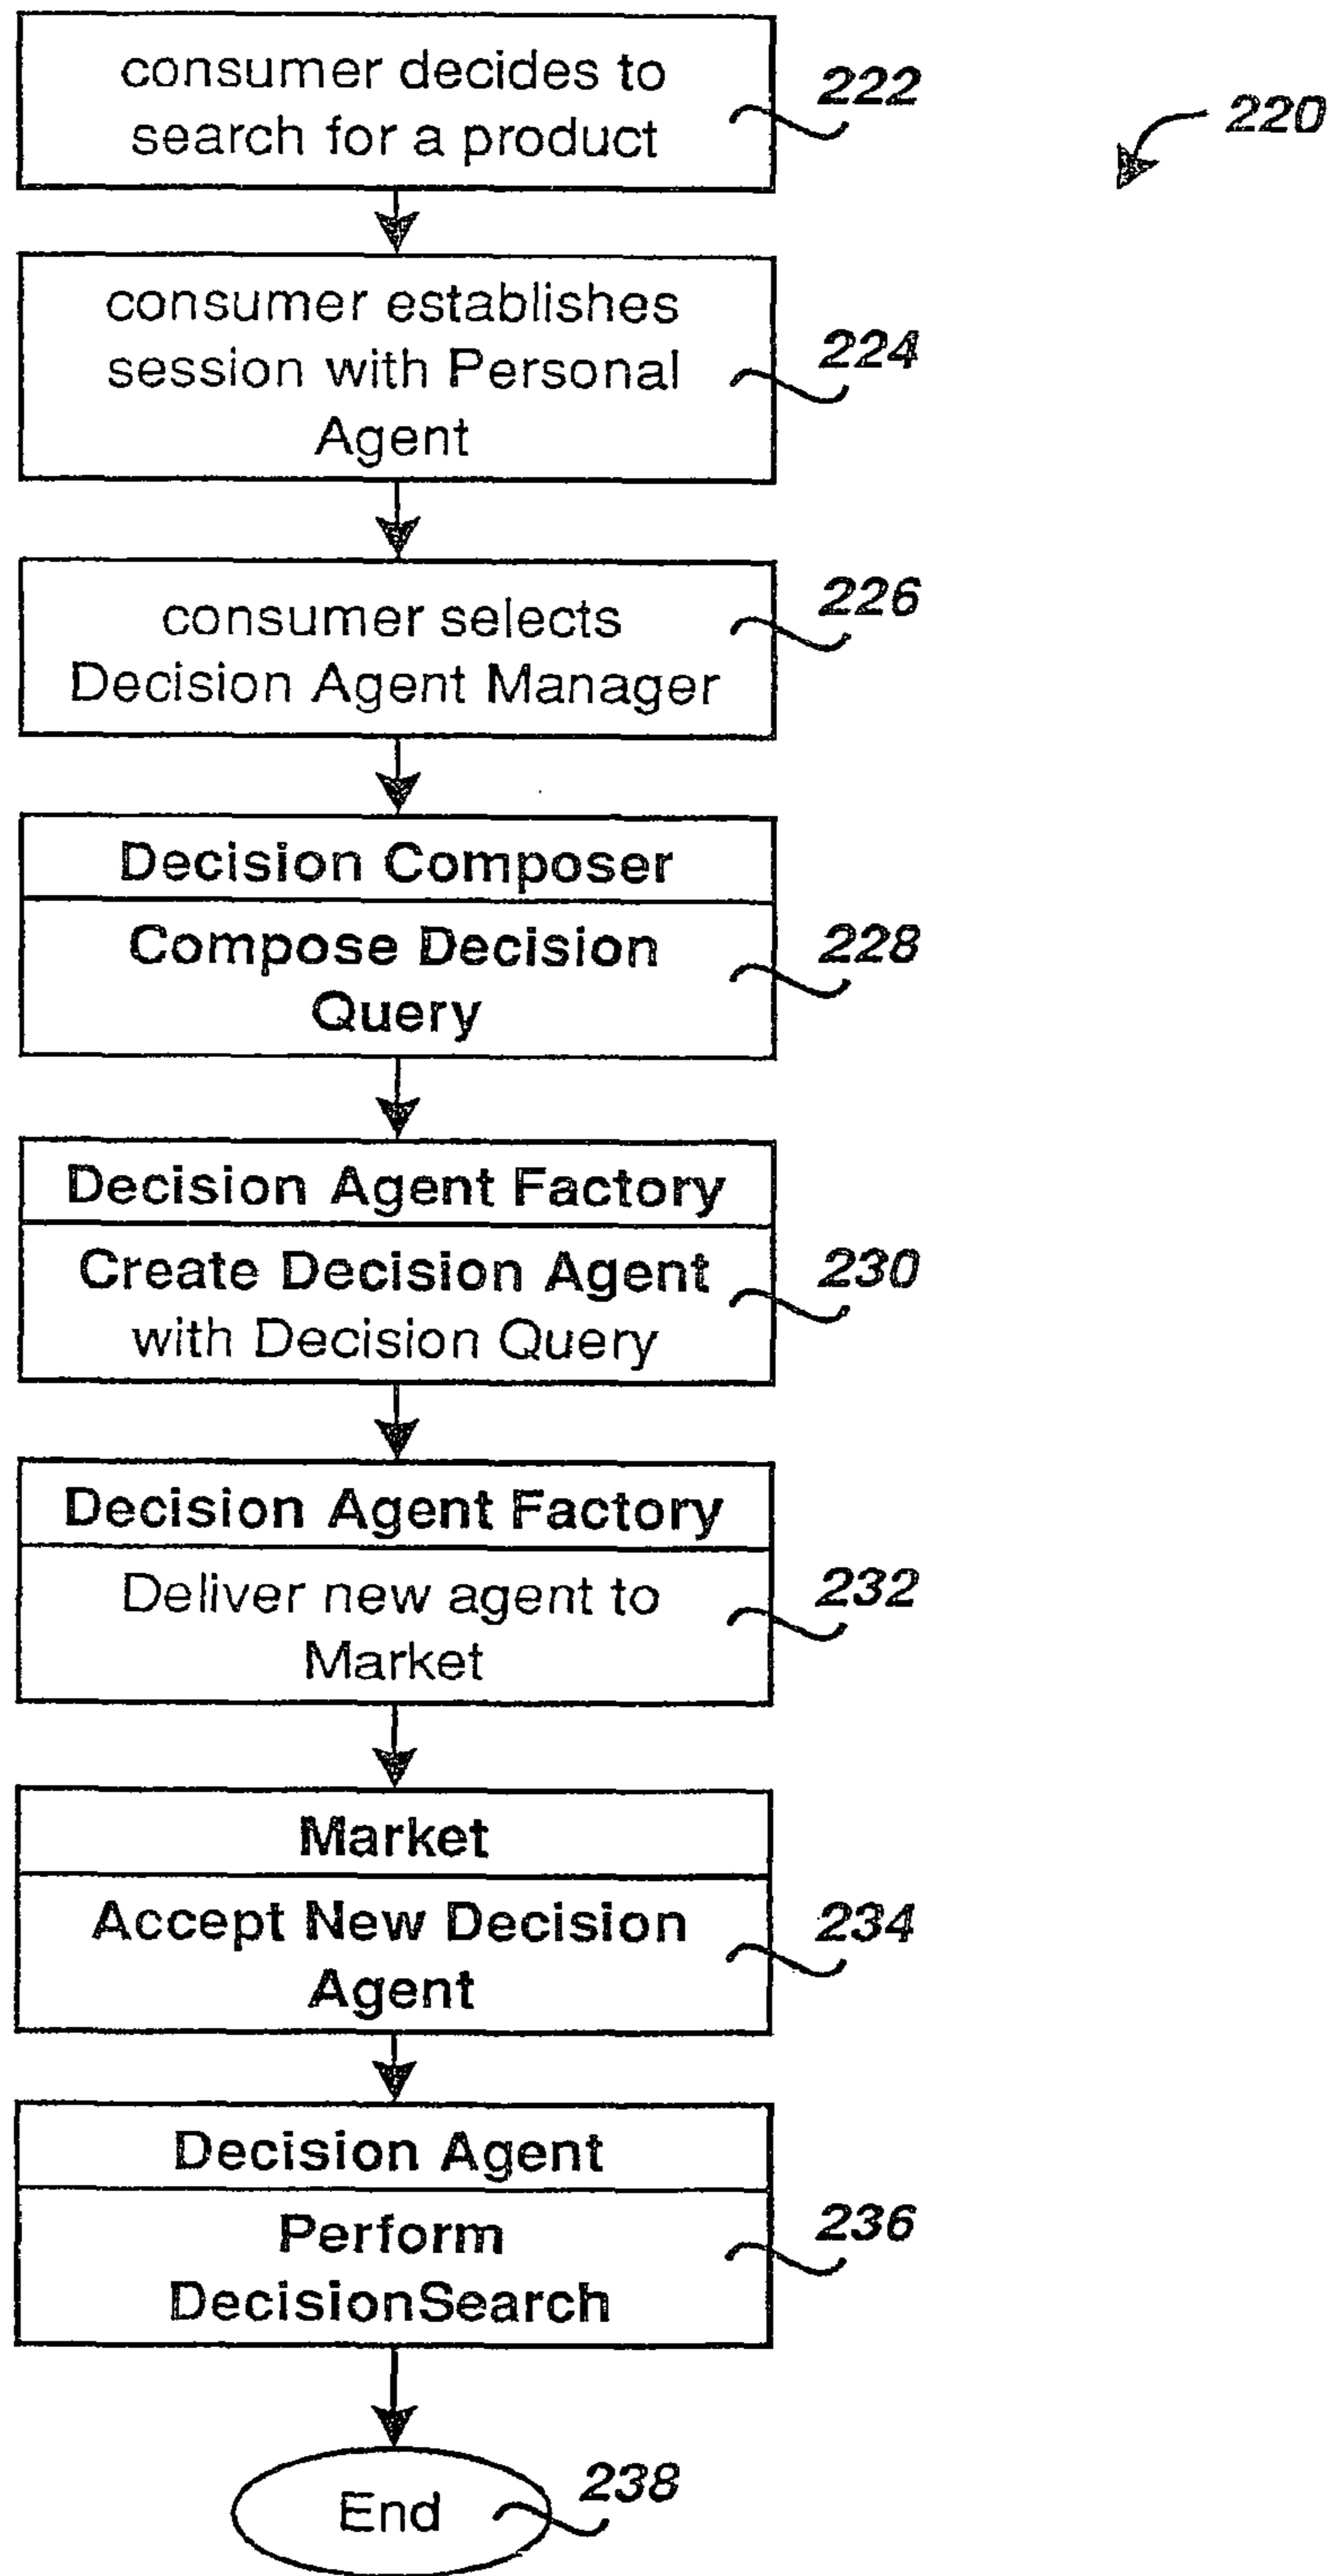 consumer decides to
search for a product
222
220
consumer establishes
session with Personal
Agent
224
consumer selects
Decision Agent Manager
226
Decision Composer
Compose Decision
Query
228
Decision Agent Factory
Create Decision Agent
with Decision Query
230
Decision Agent Factory
Deliver new agent to
Market
232
Market
Accept New Decision
Agent
234
Decision Agent
Perform
DecisionSearch
236
End
238